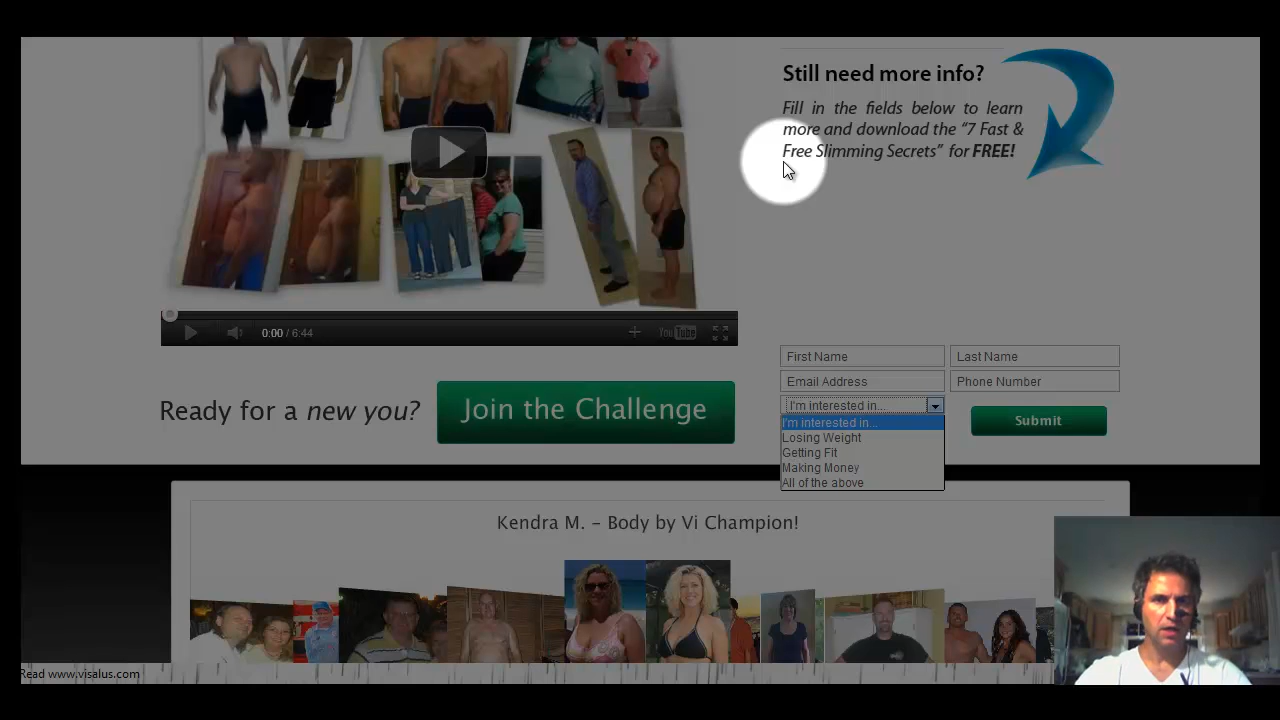 Still need more info?
Fill in the fields below to learn
more and download the “7 Fast &
Free Slimming Secrets” for FREE!
0:00 / 6:44
YouTube
First Name
Last Name
Email Address
Phone Number
I'm interested in...
I'm interested in...
Losing Weight
Getting Fit
Making Money
All of the above
Submit
Ready for a new you?
Join the Challenge
Kendra M. – Body by Vi Champion!
Read www.visalus.com